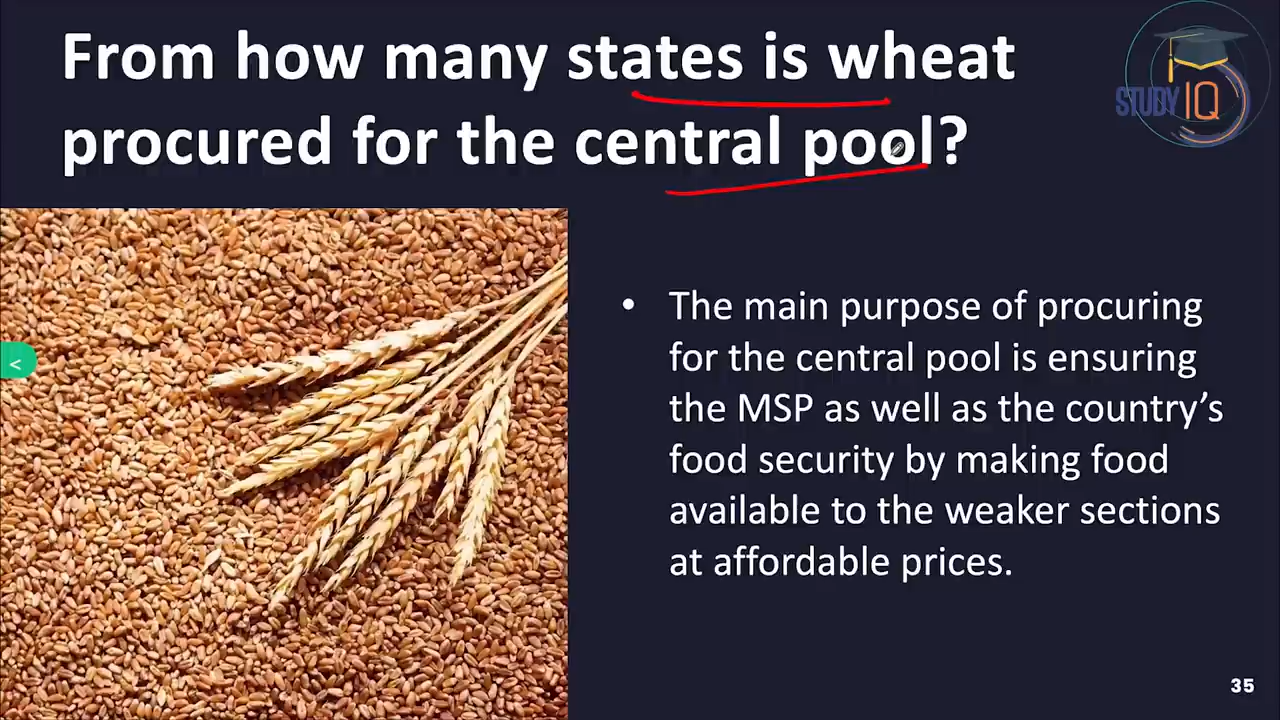 From how many states is wheat
procured for the central pool?
STUDY IQ
• The main purpose of procuring
for the central pool is ensuring
the MSP as well as the country’s
food security by making food
available to the weaker sections
at affordable prices.
<
35